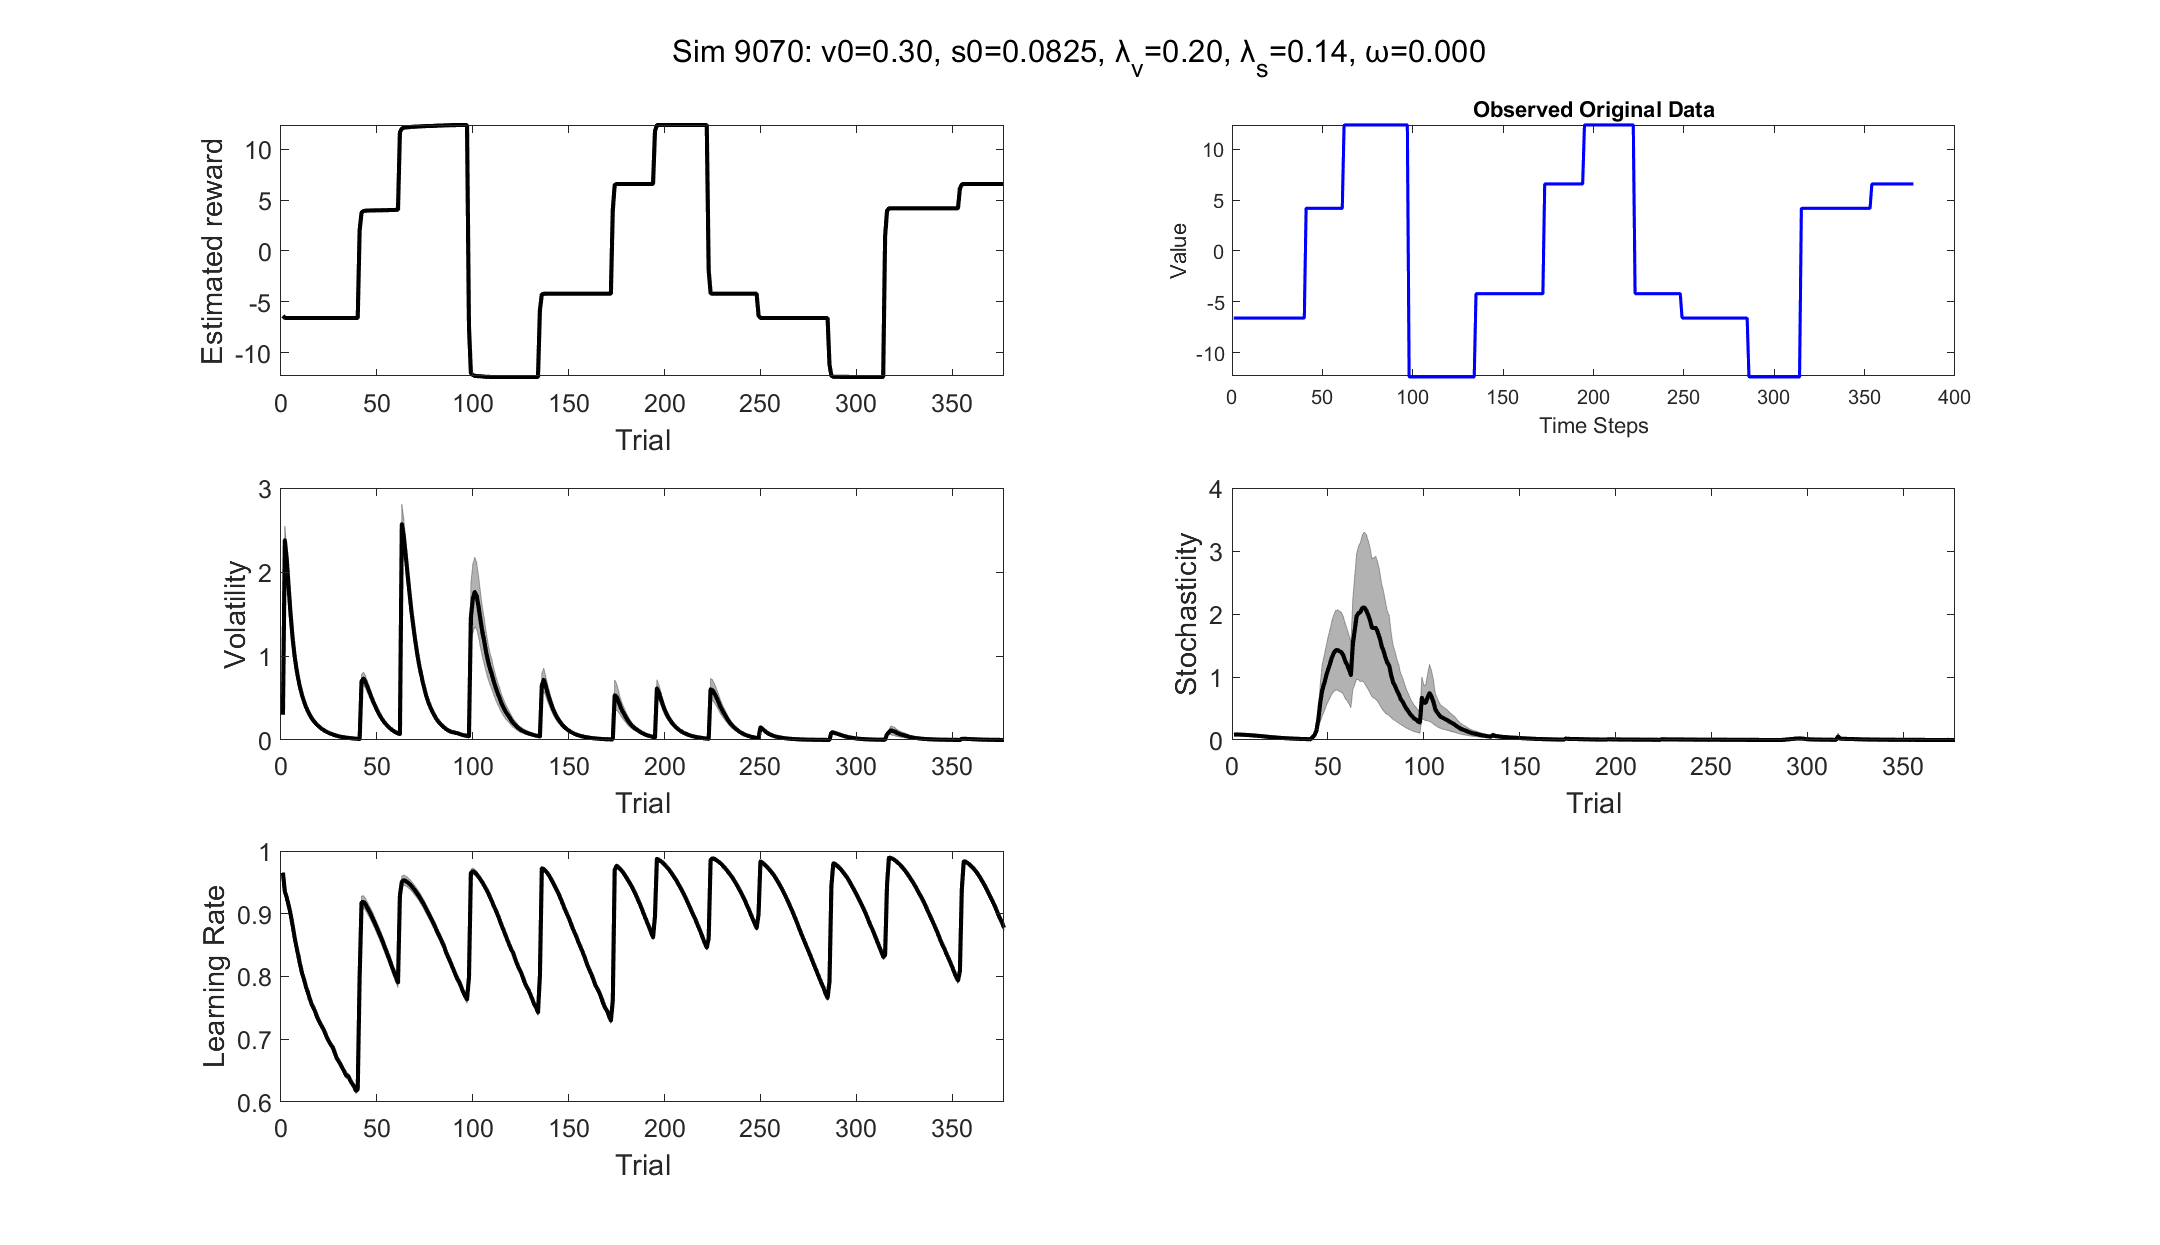 Sim 9070: v0=0.30, s0=0.0825, λv=0.20, λs=0.14, ω=0.000
Estimated reward
10
5
0
-5
-10
0 50 100 150 200 250 300 350
Trial
Observed Original Data
Value
10
5
0
-5
-10
0 50 100 150 200 250 300 350 400
Time Steps
Volatility
3
2
1
0
0 50 100 150 200 250 300 350
Trial
Stochasticity
4
3
2
1
0
0 50 100 150 200 250 300 350
Trial
Learning Rate
1
0.9
0.8
0.7
0.6
0 50 100 150 200 250 300 350
Trial